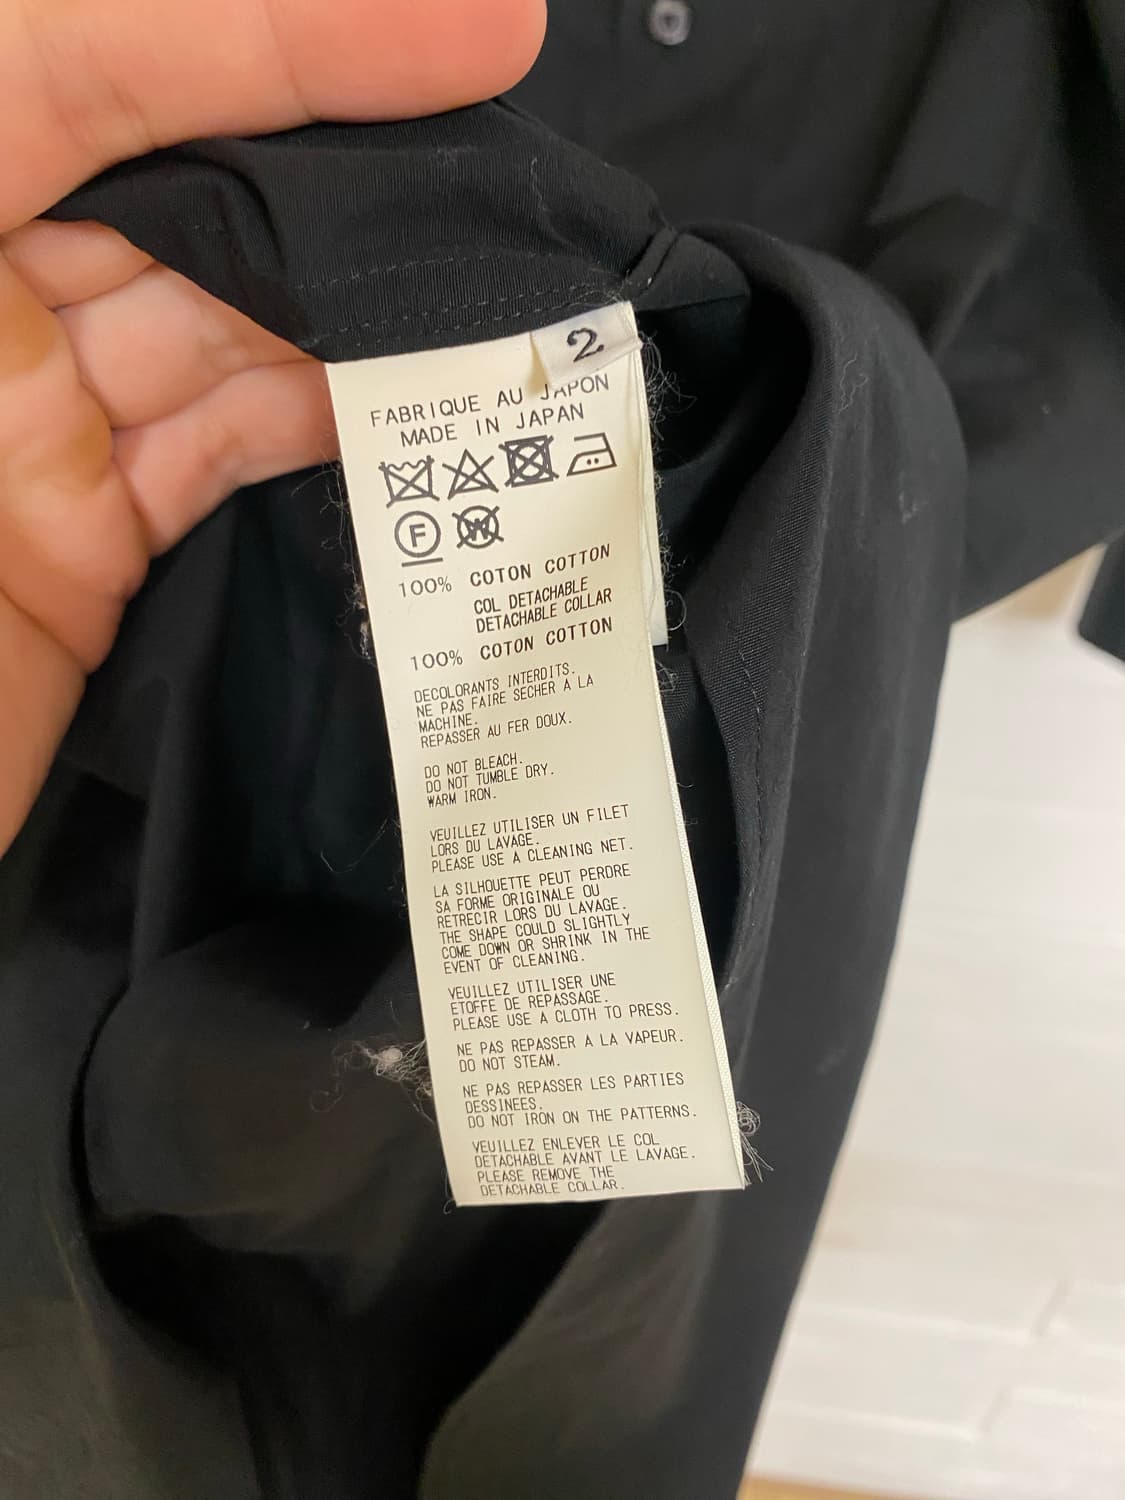 2
FABRIQUE AU JAPON
MADE IN JAPAN
F W
100% COTON COTTON
COL DETACHABLE
DETACHABLE COLLAR
100% COTON COTTON
DECOLORANTS INTERDITS.
NE PAS FAIRE SECHER A LA
MACHINE.
REPASSER AU FER DOUX.
DO NOT BLEACH.
DO NOT TUMBLE DRY.
WARM IRON.
VEUILLEZ UTILISER UN FILET
LORS DU LAVAGE.
PLEASE USE A CLEANING NET.
LA SILHOUETTE PEUT PERDRE
SA FORME ORIGINALE OU
RETRECIR LORS DU LAVAGE.
THE SHAPE COULD SLIGHTLY
COME DOWN OR SHRINK IN THE
EVENT OF CLEANING.
VEUILLEZ UTILISER UNE
ETOFFE DE REPASSAGE.
PLEASE USE A CLOTH TO PRESS.
NE PAS REPASSER A LA VAPEUR.
DO NOT STEAM.
NE PAS REPASSER LES PARTIES
DESSINEES.
DO NOT IRON ON THE PATTERNS.
VEUILLEZ ENLEVER LE COL
DETACHABLE AVANT LE LAVAGE.
PLEASE REMOVE THE
DETACHABLE COLLAR.